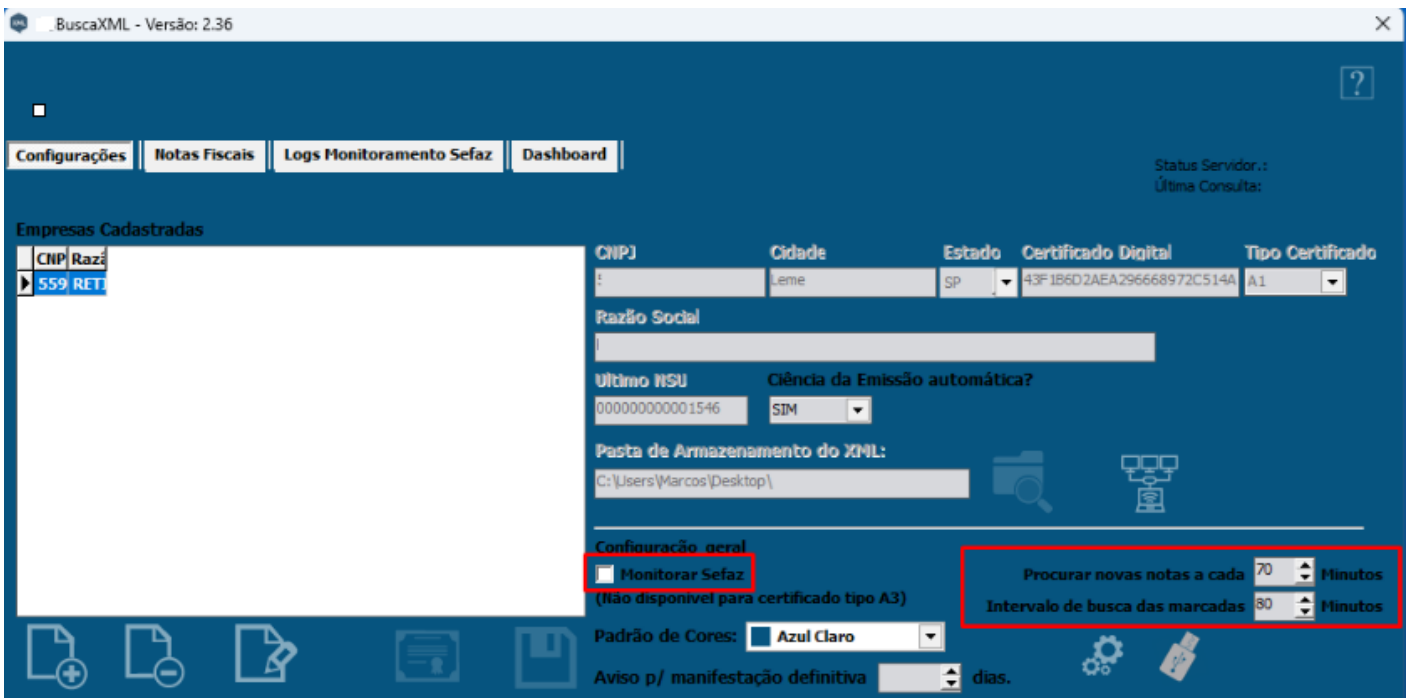 BuscaXML - Versão: 2.36
?
Configurações Notas Fiscais Logs Monitoramento Sefaz Dashboard
Status Servidor.:
Última Consulta:
Empresas Cadastradas
CNP Razã
559 RETI
CNPJ Cidade Estado Certificado Digital Tipo Certificado
Leme SP 43F1B6D2AEA296668972C514A A1
Razão Social
Ultimo NSU Ciência da Emissão automática?
000000000001546 SIM
Pasta de Armazenamento do XML:
C:\Users\Marcos\Desktop\
Configuração geral
Monitorar Sefaz
(Não disponível para certificado tipo A3)
Procurar novas notas a cada 70 Minutos
Intervalo de busca das marcadas 80 Minutos
Padrão de Cores: Azul Claro
Aviso p/ manifestação definitiva dias.